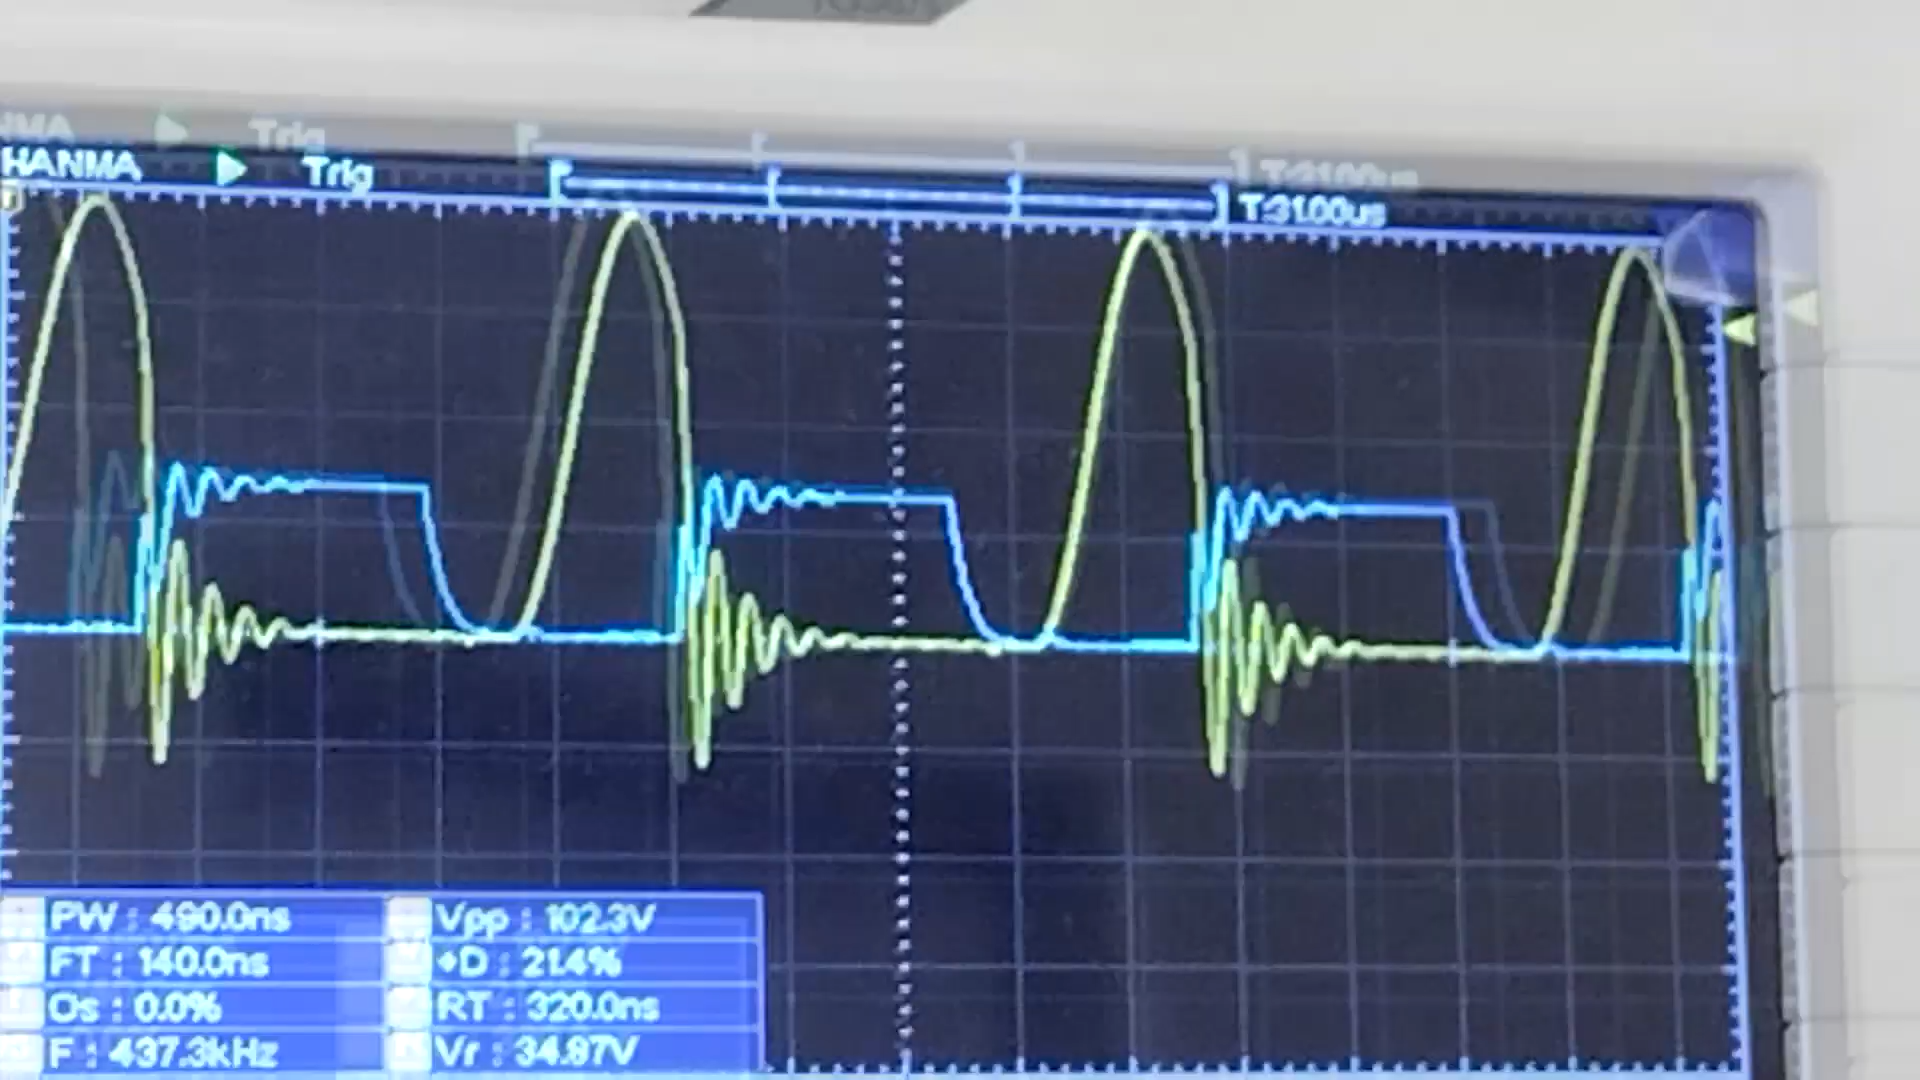 HANMA Trig T:31.00us
PW : 490.0ns Vpp : 102.3V
FT : 140.0ns +D : 21.4%
Os : 0.0% RT : 320.0ns
F : 437.3kHz Vr : 34.97V